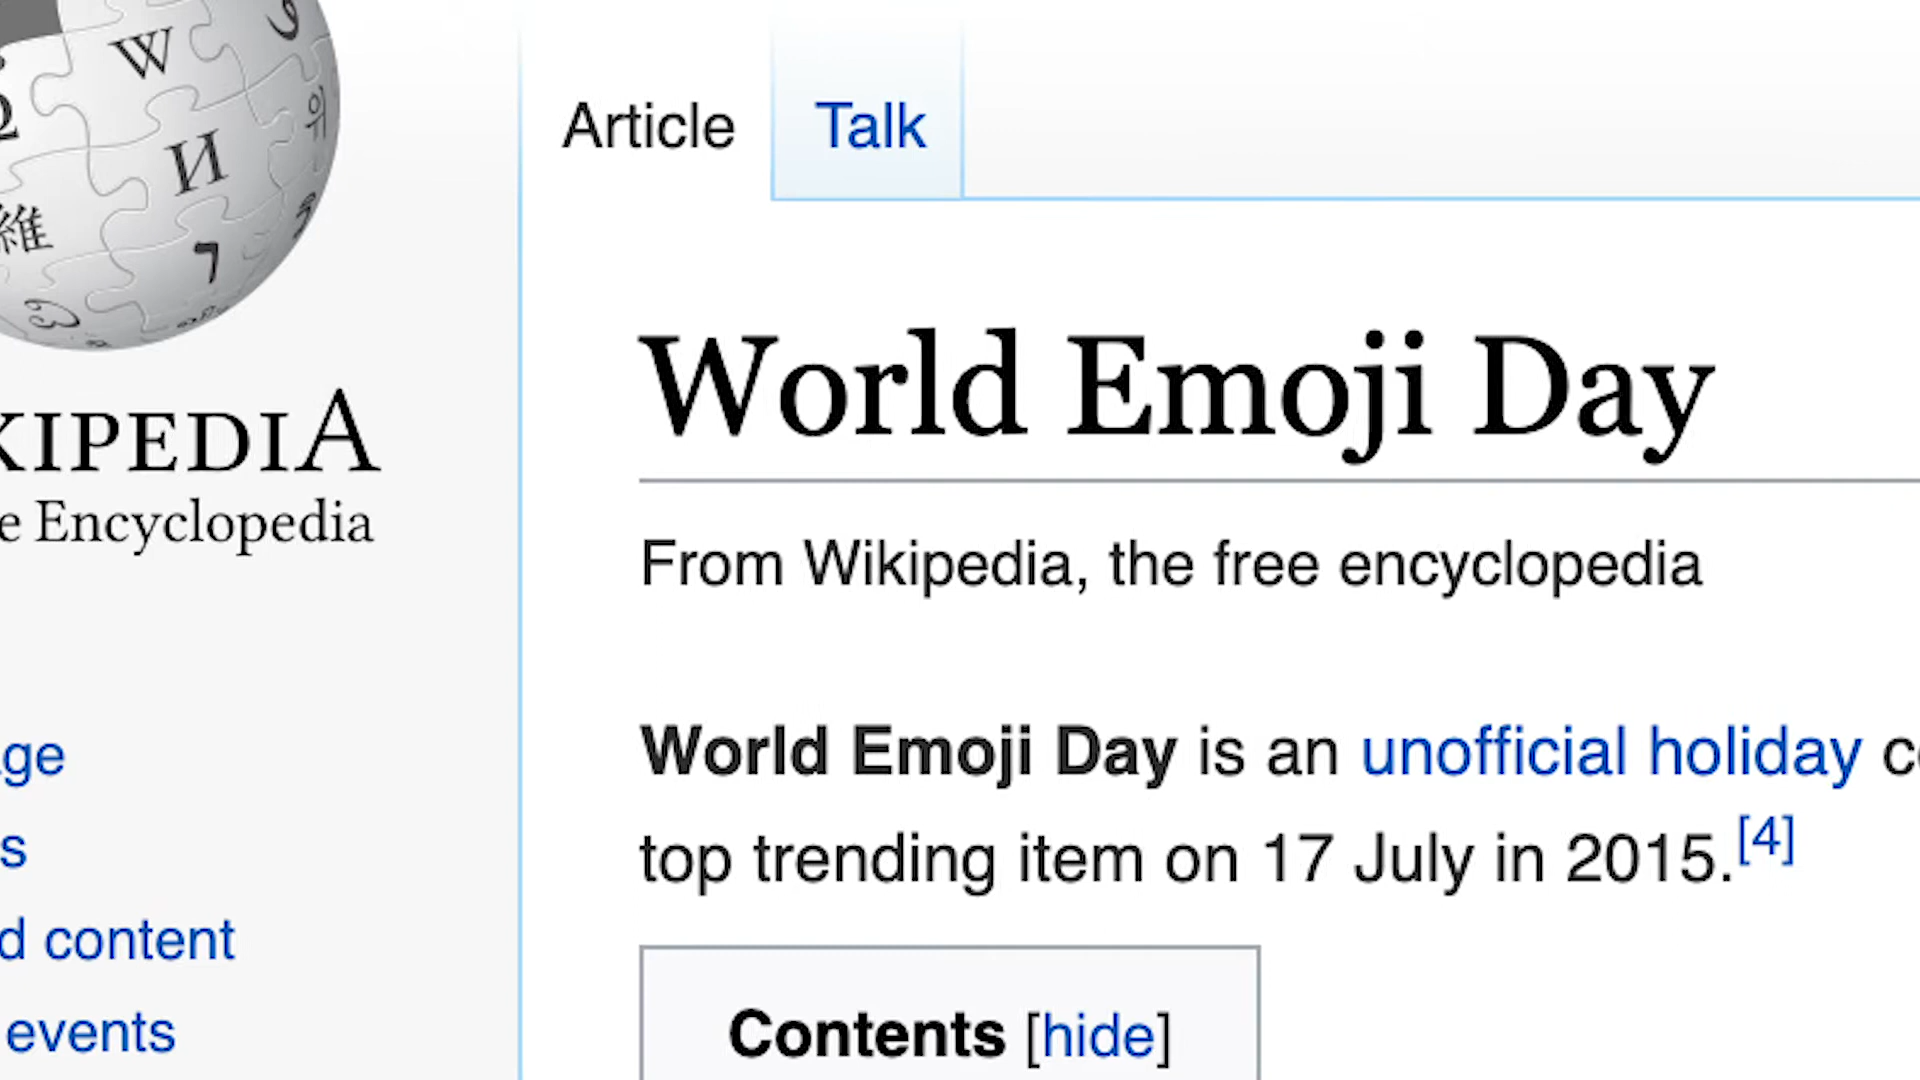 W
И
維
Article
Talk
World Emoji Day
KIPEDIA
e Encyclopedia
From Wikipedia, the free encyclopedia
World Emoji Day is an unofficial holiday
top trending item on 17 July in 2015.[4]
ge
s
d content
events
Contents [hide]